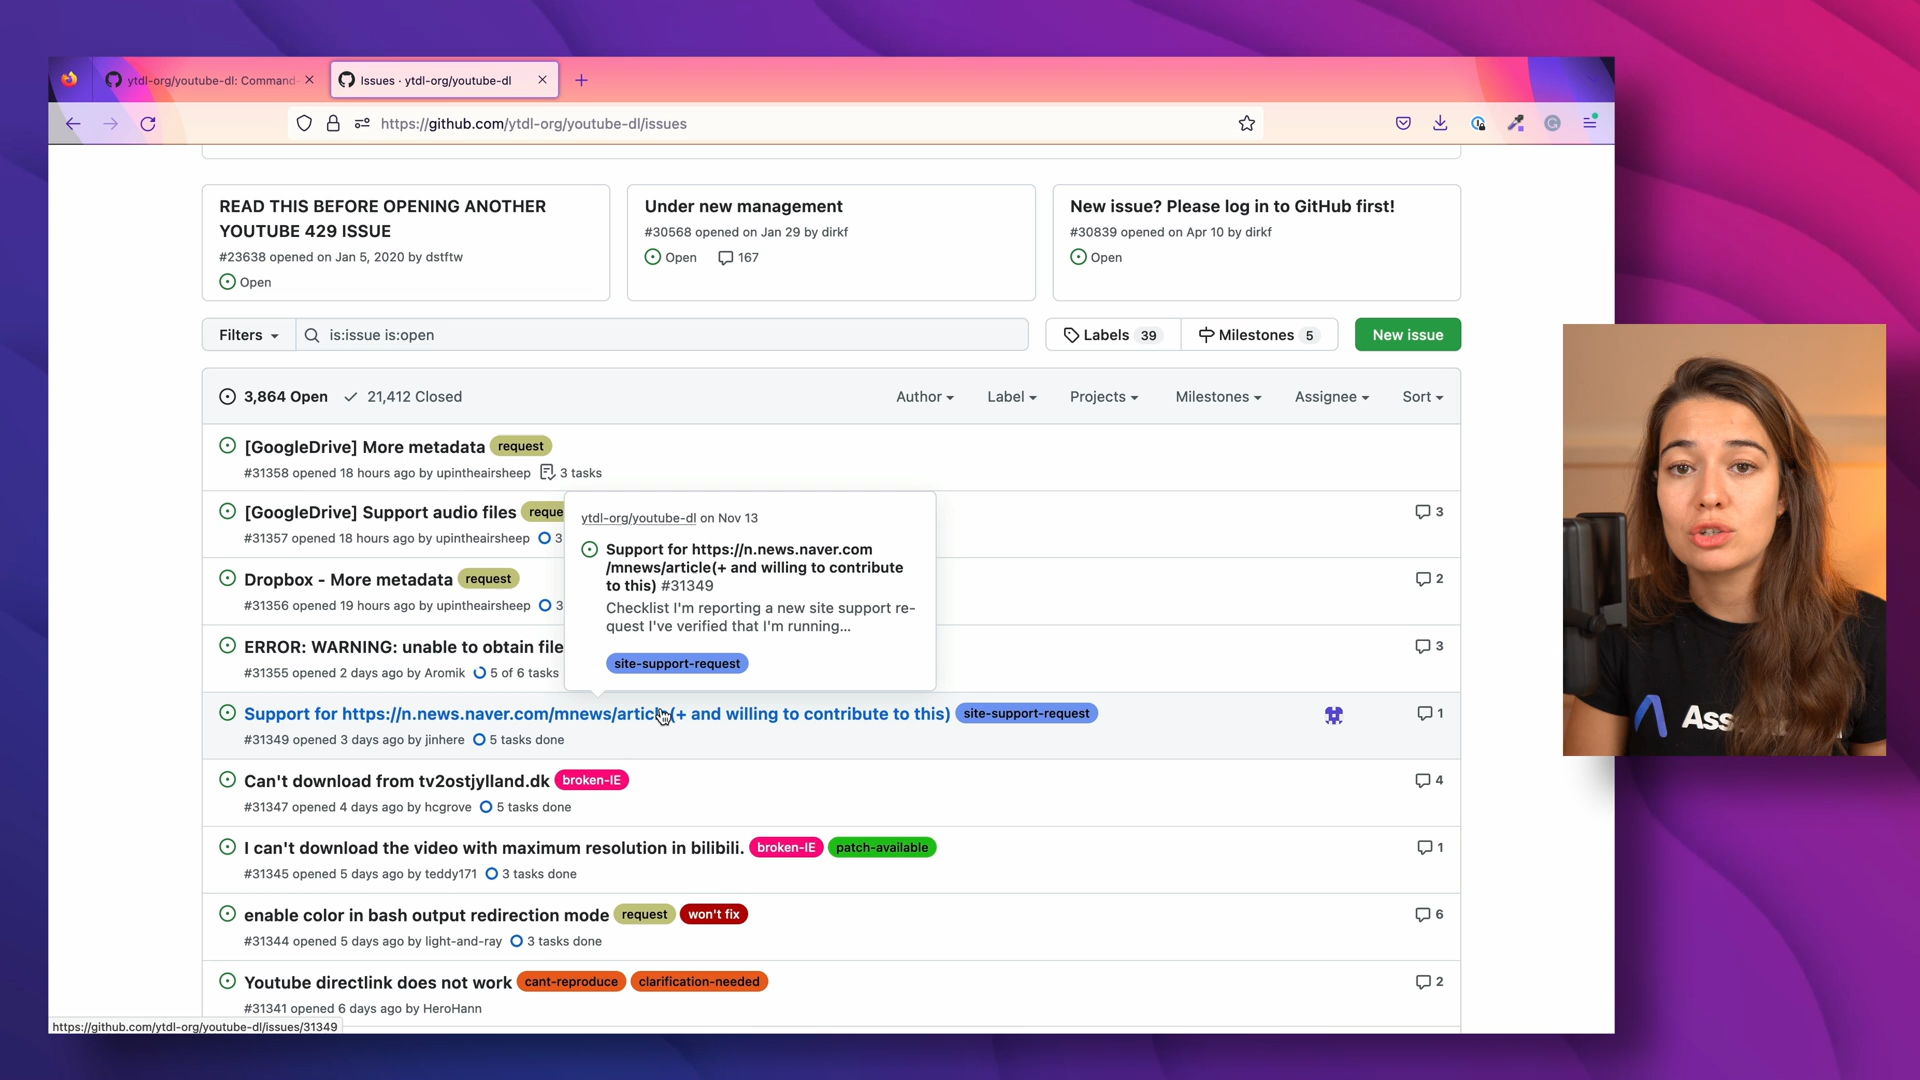 ytdl-org/youtube-dl: Command-
Issues · ytdl-org/youtube-dl
https://github.com/ytdl-org/youtube-dl/issues
READ THIS BEFORE OPENING ANOTHER
YOUTUBE 429 ISSUE
#23638 opened on Jan 5, 2020 by dstftw
Open
Under new management
#30568 opened on Jan 29 by dirkf
Open 167
New issue? Please log in to GitHub first!
#30839 opened on Apr 10 by dirkf
Open
Filters is:issue is:open Labels 39 Milestones 5 New issue
3,864 Open 21,412 Closed Author Label Projects Milestones Assignee Sort
[GoogleDrive] More metadata request
#31358 opened 18 hours ago by upintheairsheep 3 tasks
[GoogleDrive] Support audio files reque 3
#31357 opened 18 hours ago by upintheairsheep 3
Dropbox - More metadata request 2
#31356 opened 19 hours ago by upintheairsheep 3
ERROR: WARNING: unable to obtain file 3
#31355 opened 2 days ago by Aromik 5 of 6 tasks
ytdl-org/youtube-dl on Nov 13
Support for https://n.news.naver.com
/mnews/article(+ and willing to contribute
to this) #31349
Checklist I'm reporting a new site support re-
quest I've verified that I'm running...
site-support-request
Support for https://n.news.naver.com/mnews/article(+ and willing to contribute to this) site-support-request 1
#31349 opened 3 days ago by jinhere 5 tasks done
Can't download from tv2ostjylland.dk broken-IE 4
#31347 opened 4 days ago by hcgrove 5 tasks done
I can't download the video with maximum resolution in bilibili. broken-IE patch-available 1
#31345 opened 5 days ago by teddy171 3 tasks done
enable color in bash output redirection mode request won't fix 6
#31344 opened 5 days ago by light-and-ray 3 tasks done
Youtube directlink does not work cant-reproduce clarification-needed 2
#31341 opened 6 days ago by HeroHann
https://github.com/ytdl-org/youtube-dl/issues/31349